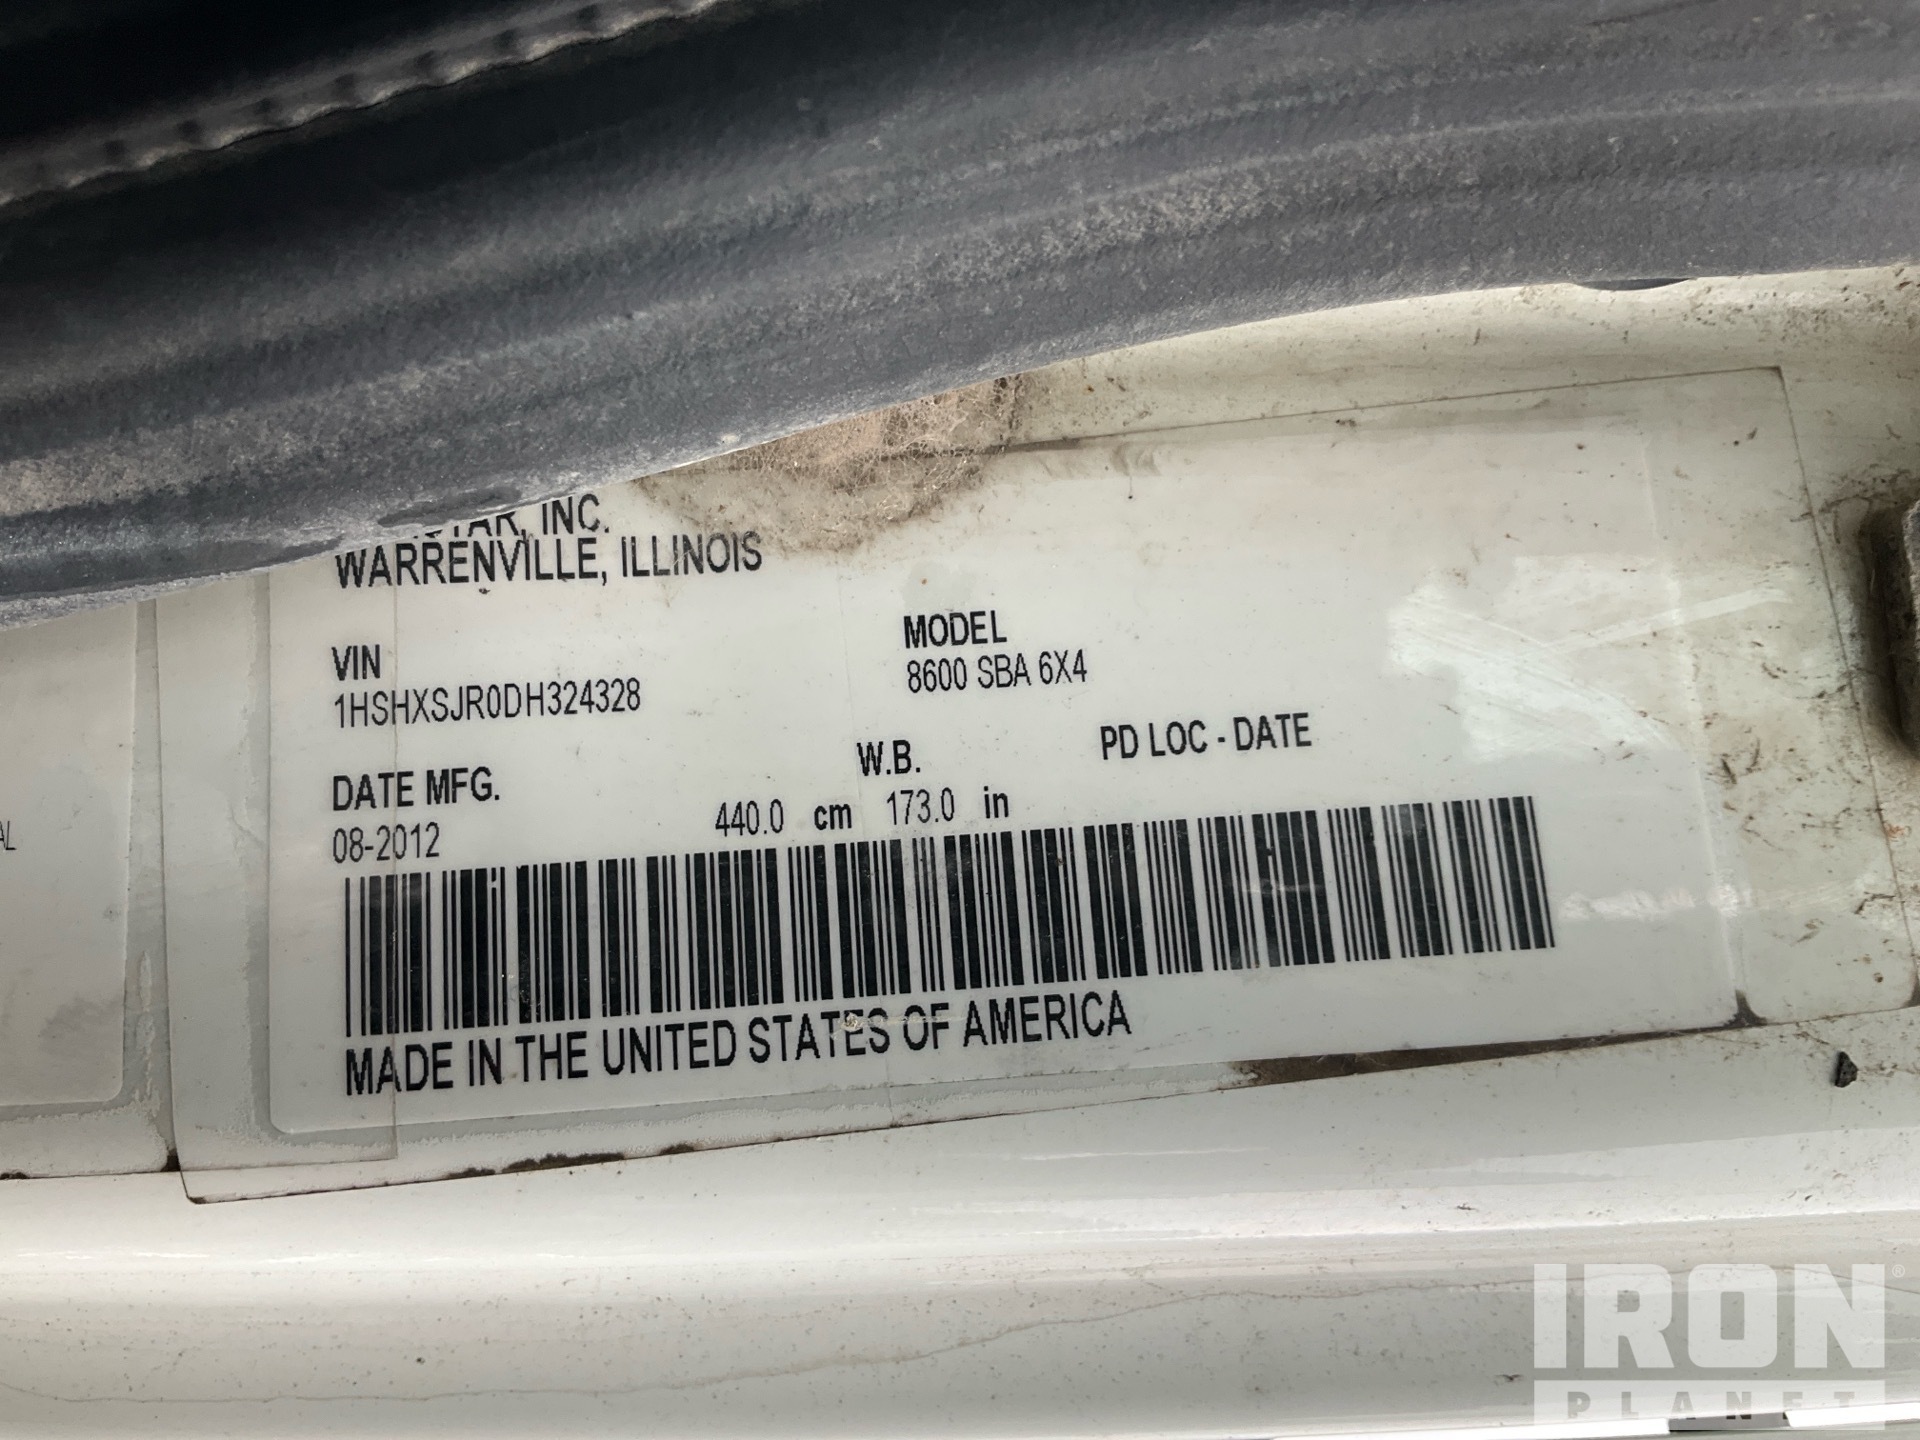 INC.
WARRENVILLE, ILLINOIS
VIN
1HSHXSJR0DH324328
MODEL
8600 SBA 6X4
DATE MFG.
08-2012
W.B.
440.0 cm 173.0 in
PD LOC - DATE
MADE IN THE UNITED STATES OF AMERICA
IRON®
PLANET